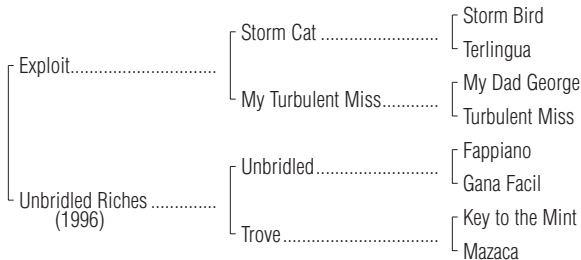 Storm Bird
Storm Cat ........................
Terlingua
Exploit..............................
My Dad George
My Turbulent Miss...........
Turbulent Miss
Fappiano
Unbridled.........................
Gana Facil
Unbridled Riches .............
(1996)
Key to the Mint
Trove................................
Mazaca